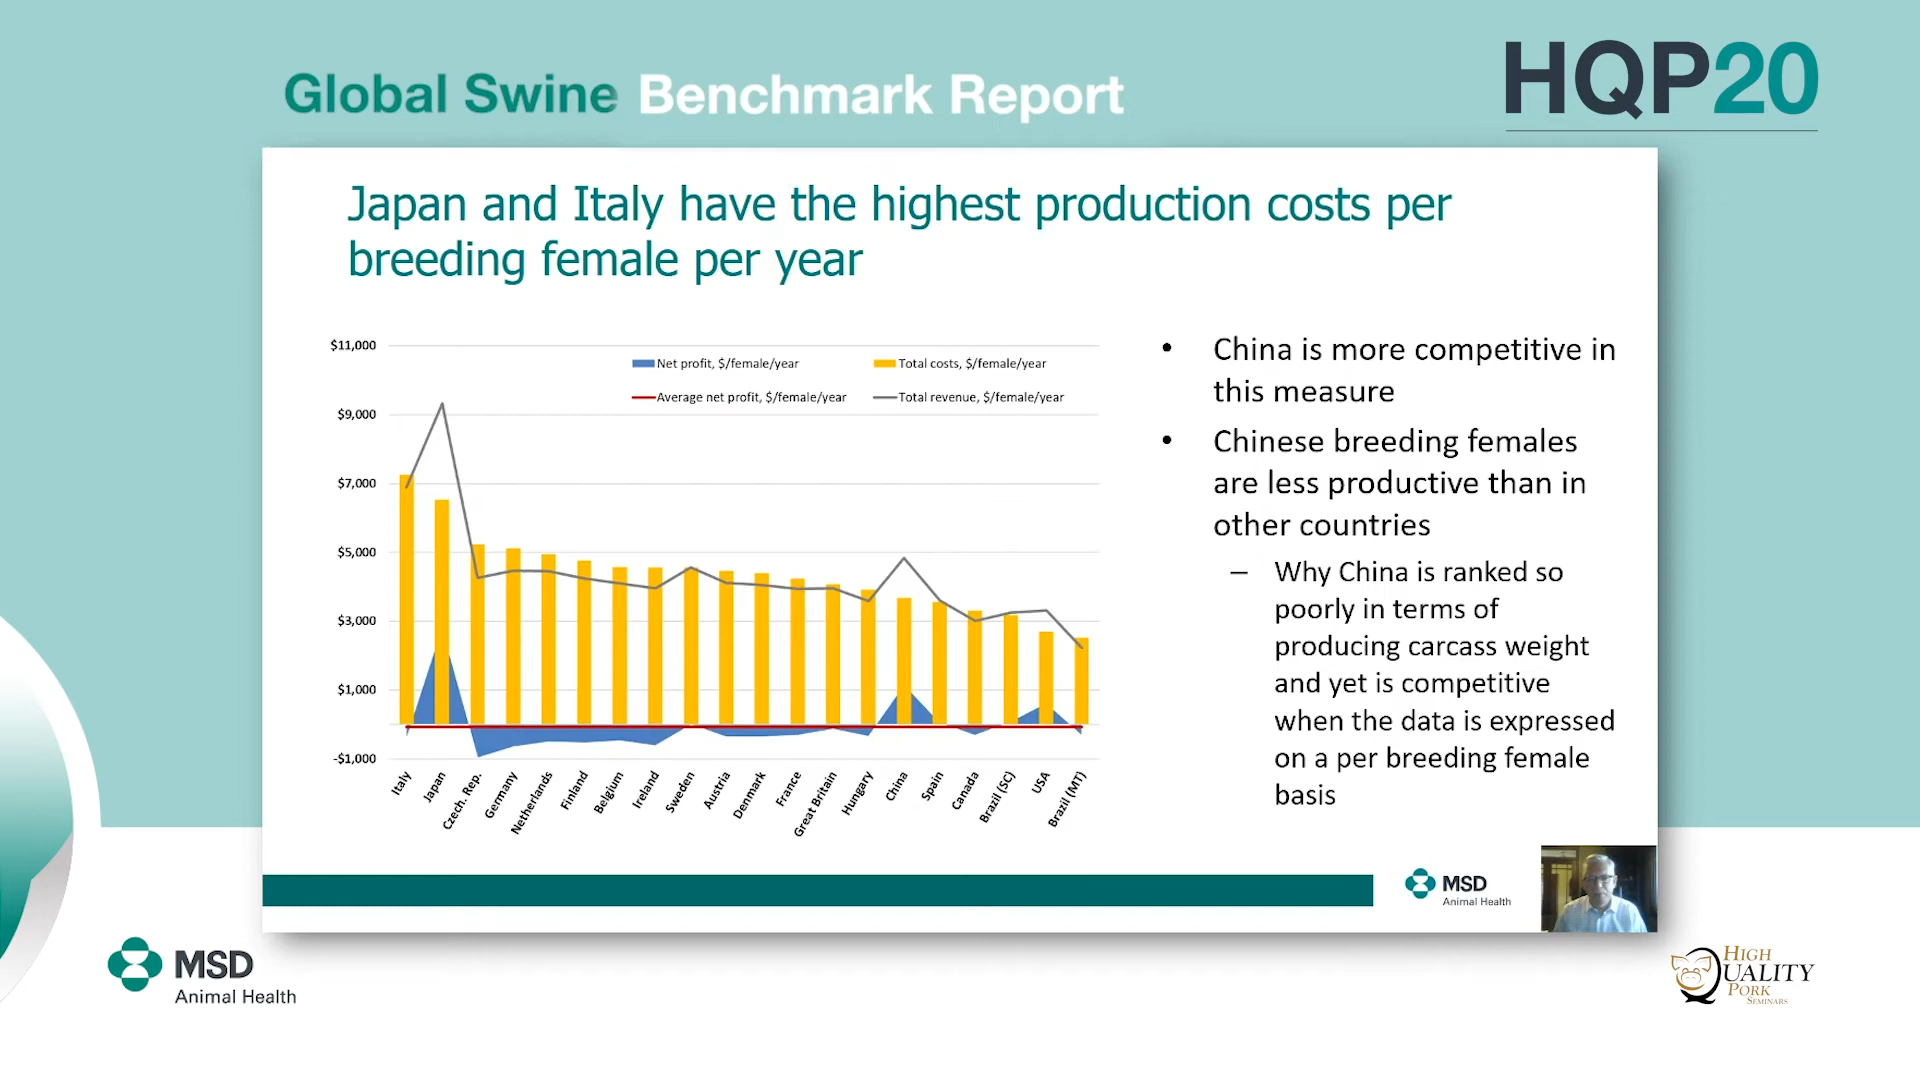 Global Swine Benchmark Report
HQP20
Japan and Italy have the highest production costs per
breeding female per year
$11,000
$9,000
$7,000
$5,000
$3,000
$1,000
-$1,000
Net profit, $/female/year
Total costs, $/female/year
Average net profit, $/female/year
Total revenue, $/female/year
Italy
Japan
Czech. Rep.
Germany
Netherlands
Finland
Belgium
Ireland
Sweden
Austria
Denmark
France
Great Britain
Hungary
China
Spain
Canada
Brazil (SC)
USA
Brazil (MT)
• China is more competitive in
this measure
• Chinese breeding females
are less productive than in
other countries
– Why China is ranked so
poorly in terms of
producing carcass weight
and yet is competitive
when the data is expressed
on a per breeding female
basis
MSD
Animal Health
MSD
Animal Health
HIGH
QUALITY
PORK
SEMINARS